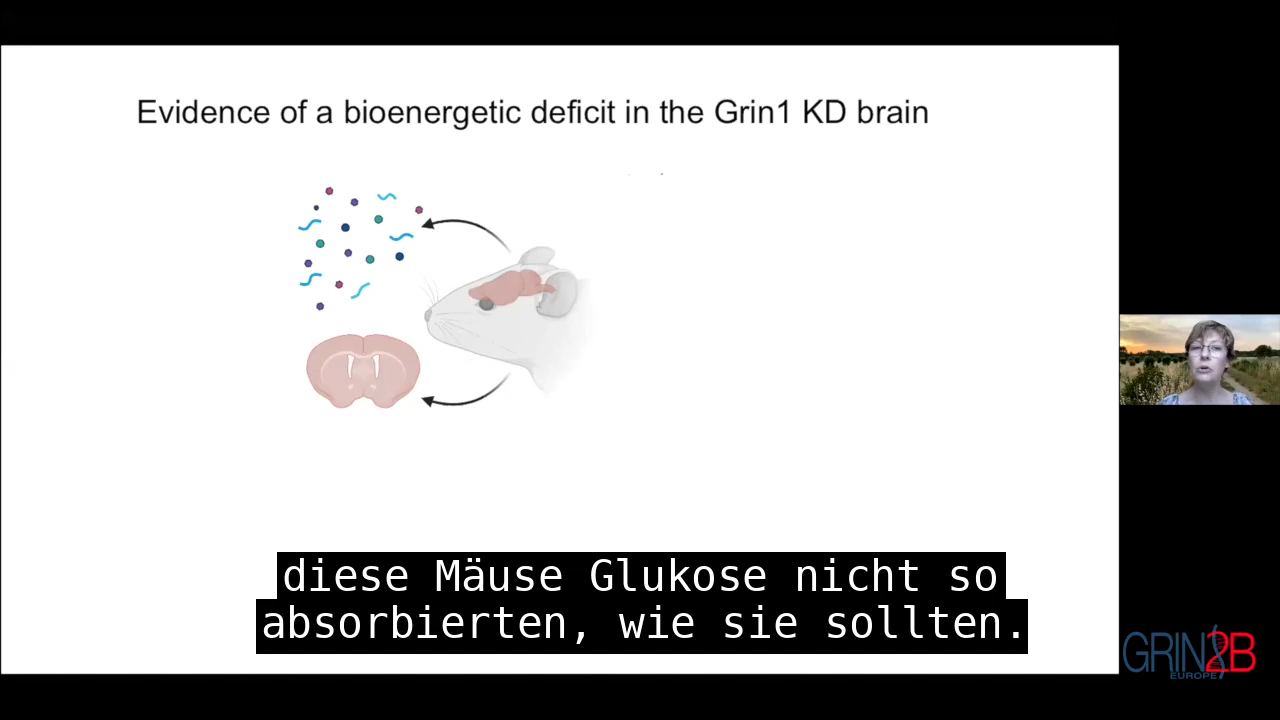 Evidence of a bioenergetic deficit in the Grin1 KD brain
diese Mäuse Glukose nicht so
absorbierten, wie sie sollten.
GRIN2B
EUROPE